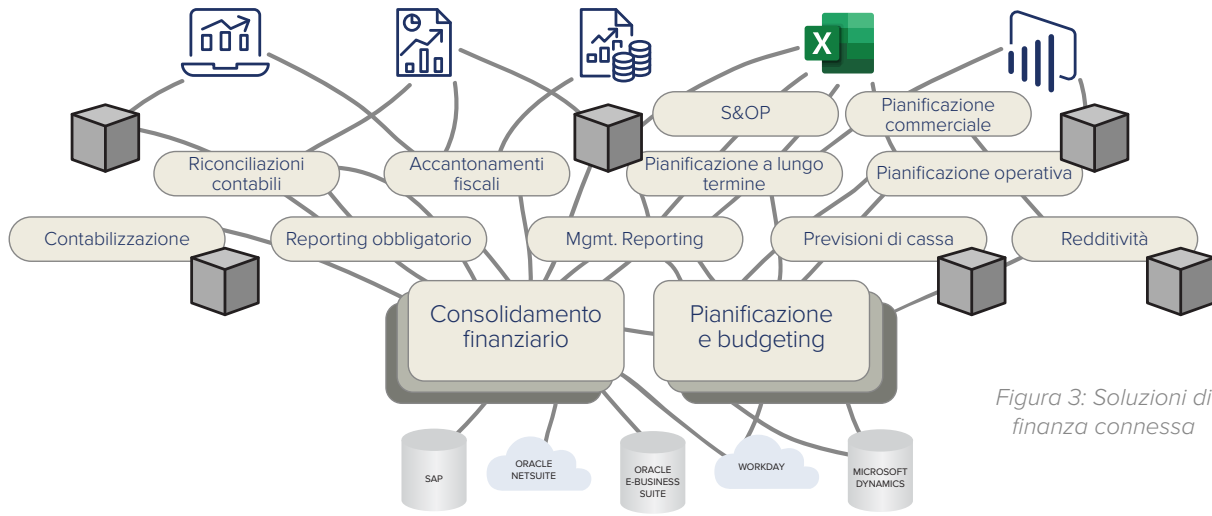 X
S&OP
Pianificazione
commerciale
Riconciliazioni
contabili
Accantonamenti
fiscali
Pianificazione a lungo
termine
Pianificazione operativa
Contabilizzazione
Reporting obbligatorio
Mgmt. Reporting
Previsioni di cassa
Redditività
Consolidamento
finanziario
Pianificazione
e budgeting
Figura 3: Soluzioni di
finanza connessa
SAP
ORACLE
NETSUITE
ORACLE
E-BUSINESS
SUITE
WORKDAY
MICROSOFT
DYNAMICS